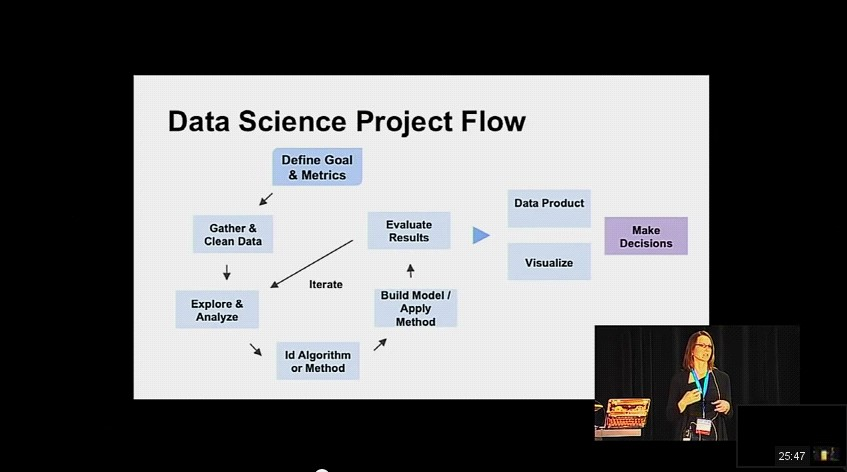 Data Science Project Flow
Define Goal
& Metrics
Gather &
Clean Data
Explore &
Analyze
Id Algorithm
or Method
Build Model /
Apply
Method
Evaluate
Results
Iterate
Data Product
Visualize
Make
Decisions
25:47